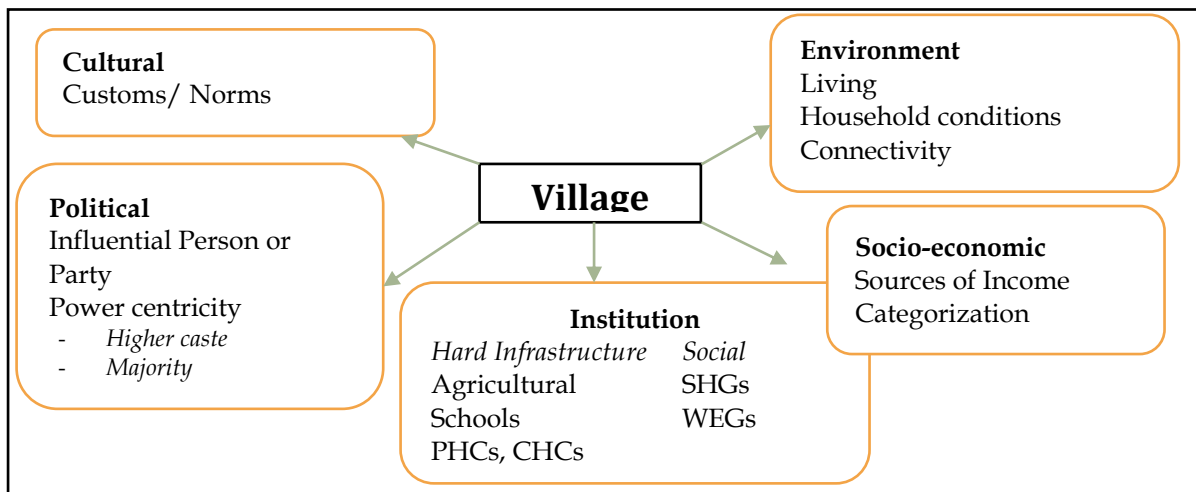 Cultural
Customs/ Norms
Environment
Living
Household conditions
Connectivity
Village
Political
Influential Person or
Party
Power centricity
- Higher caste
- Majority
Socio-economic
Sources of Income
Categorization
Institution
Hard Infrastructure Social
Agricultural SHGs
Schools WEGs
PHCs, CHCs